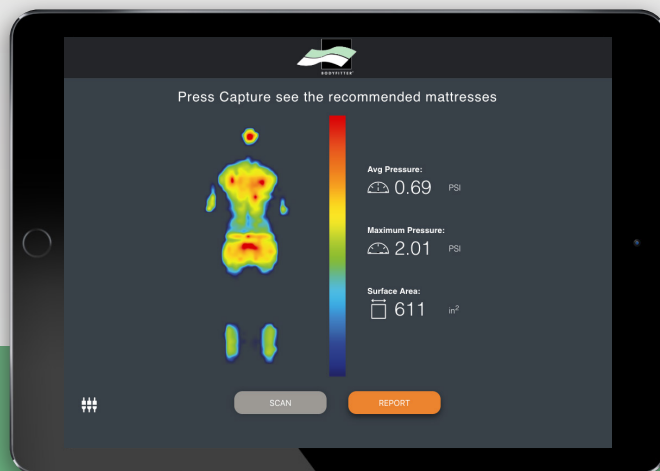 BODYFITTER
Press Capture see the recommended mattresses
Avg Pressure:
0.69 PSI
Maximum Pressure:
2.01 PSI
Surface Area:
611 in²
SCAN
REPORT